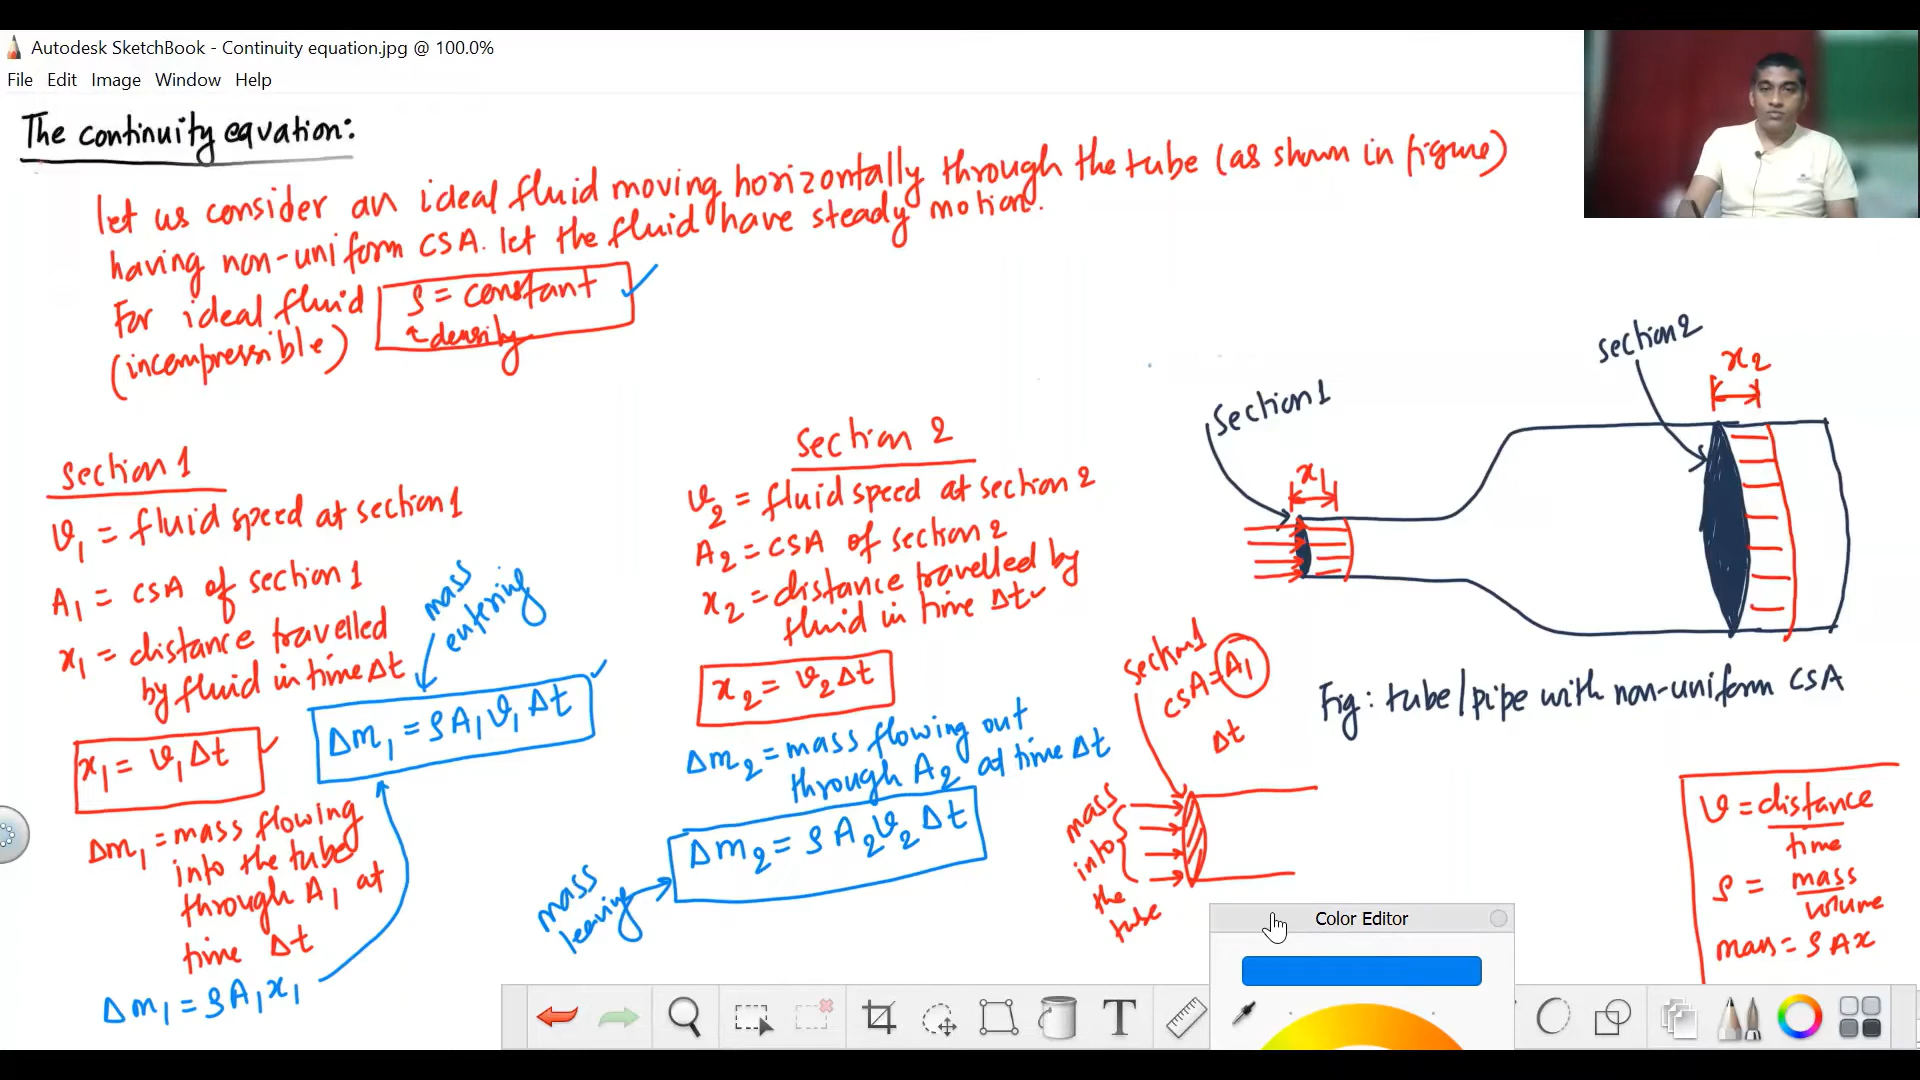 Autodesk SketchBook - Continuity equation.jpg @ 100.0%
File Edit Image Window Help
The continuity equation:
let us consider an ideal fluid moving horizontally through the tube (as shown in figure)
having non-uniform CSA. let the fluid have steady motion.
For ideal fluid
(incompressible)
ρ = constant
density
Section 1
v₁ = fluid speed at section 1
A₁ = CSA of section 1
x₁ = distance travelled
by fluid in time Δt
x₁ = v₁Δt
mass
entering
Δm₁ = ρA₁v₁Δt
Δm₁ = mass flowing
into the tube
through A₁ at
time Δt
Δm₁ = ρA₁x₁
Section 2
v₂ = fluid speed at section 2
A₂ = CSA of section 2
x₂ = distance travelled by
fluid in time Δt
x₂ = v₂Δt
Δm₂ = mass flowing out
through A₂ at time Δt
Δm₂ = ρA₂v₂Δt
mass
leaving
Section 1
x₁
section 2
x₂
Fig: tube/pipe with non-uniform CSA
section 1
CSA = A₁
Δt
mass
into
the
tube
v = distance
time
ρ = mass
volume
mass = ρAx
Color Editor
T